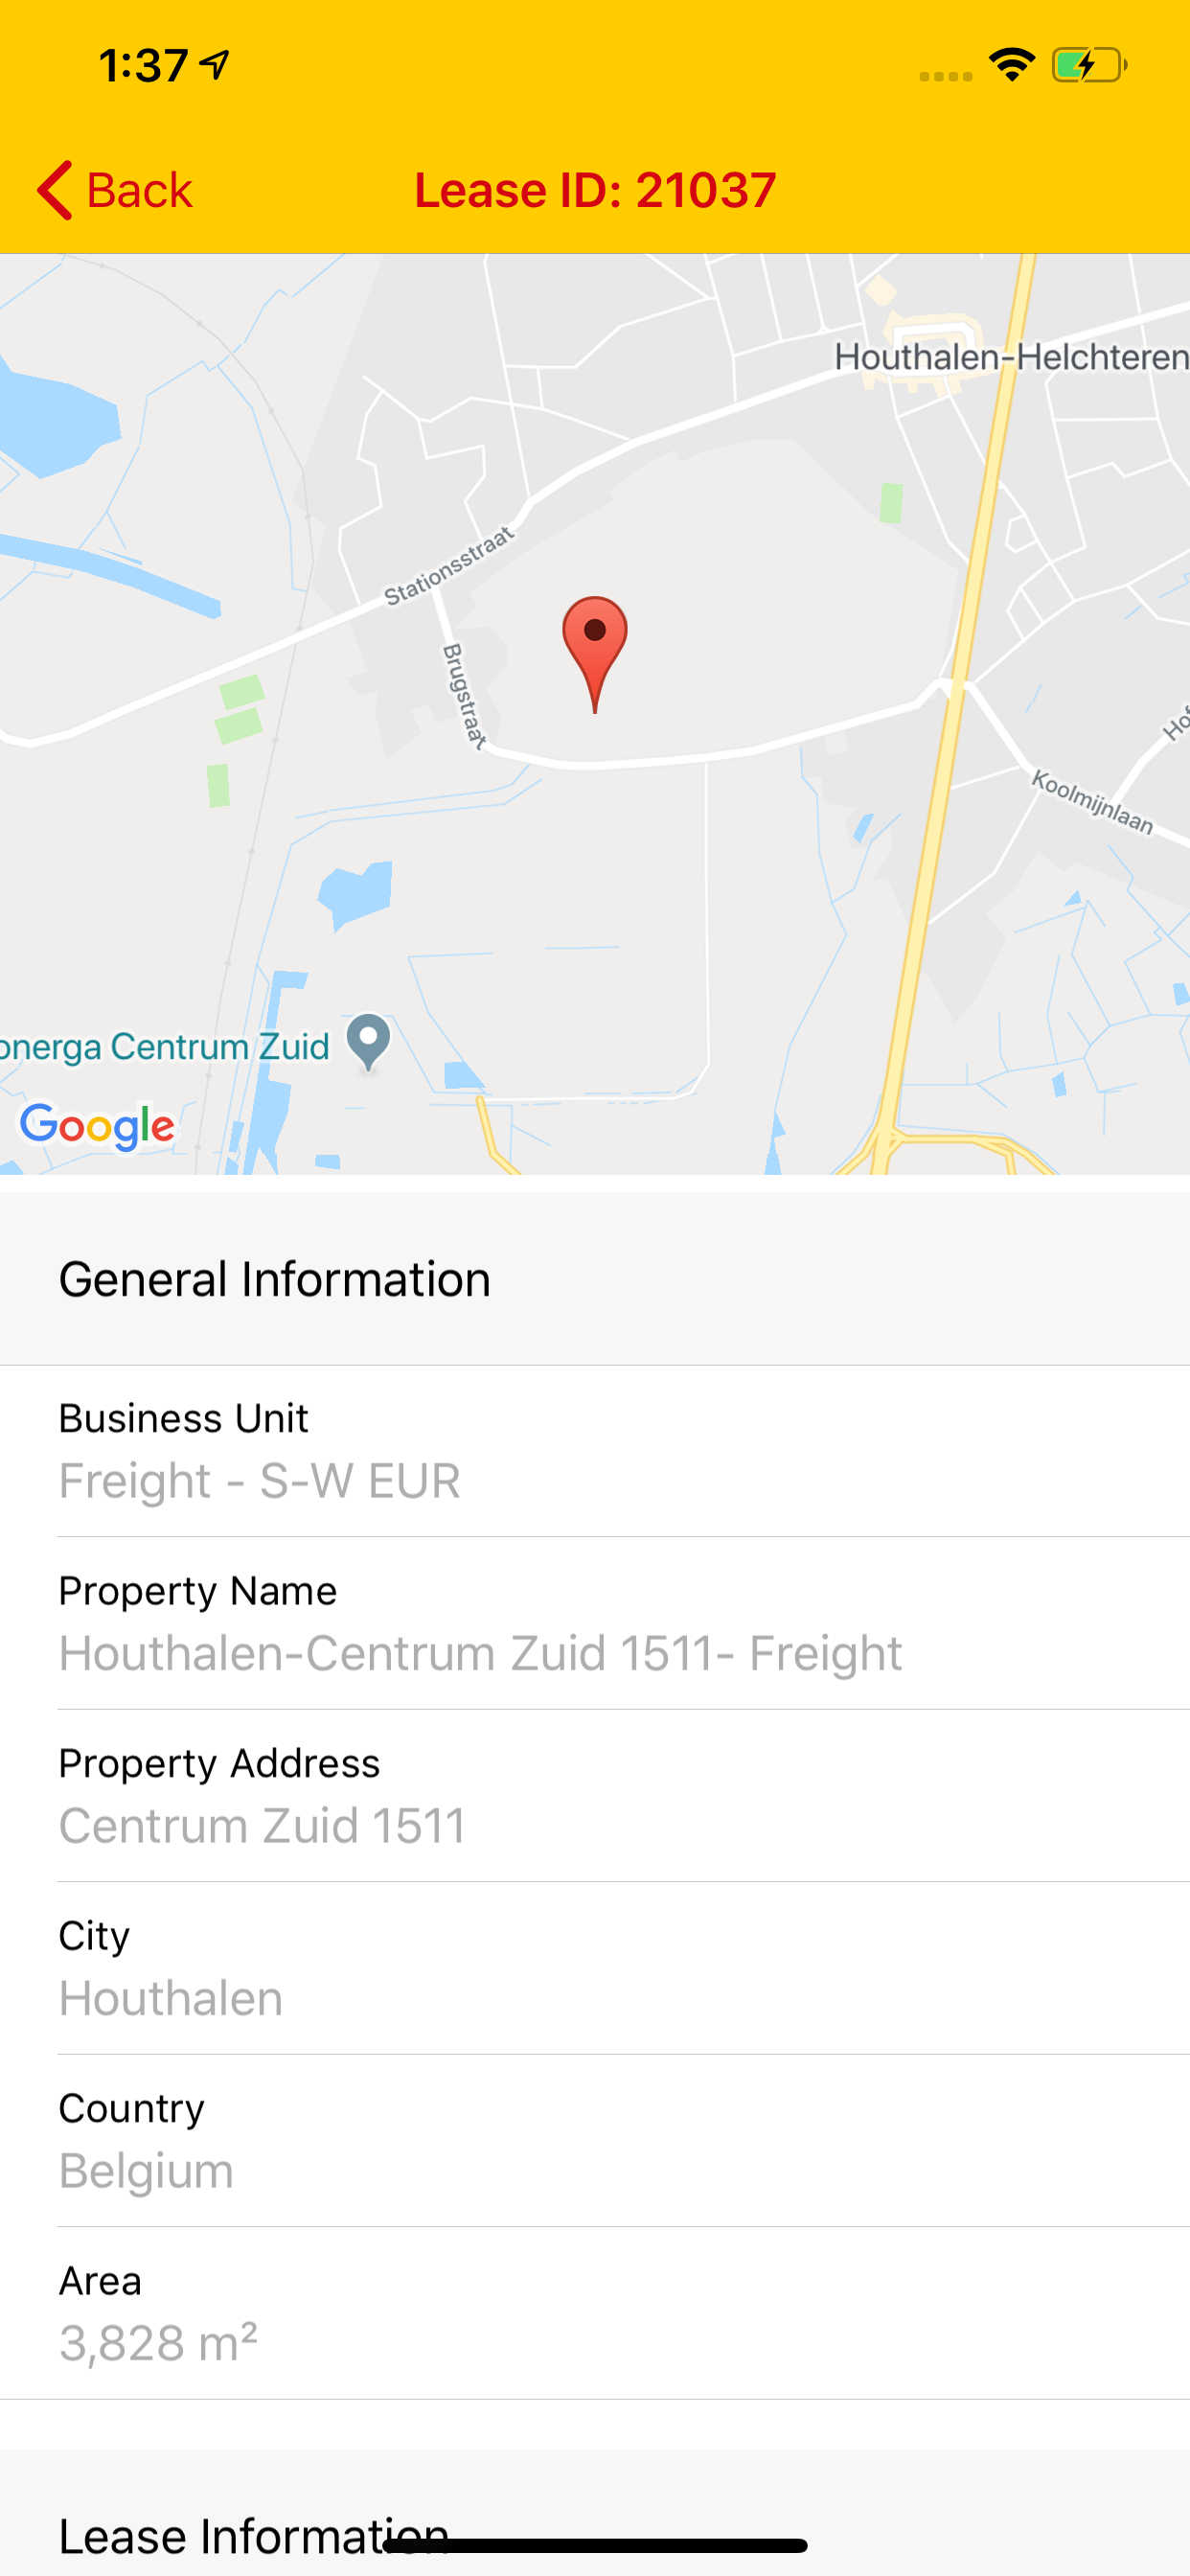 1:37
Back
Lease ID: 21037
Houthalen-Helchteren
Stationsstraat
Brugstraat
Koolmijnlaan
Centrum Zuid
Google
General Information
Business Unit
Freight - S-W EUR
Property Name
Houthalen-Centrum Zuid 1511- Freight
Property Address
Centrum Zuid 1511
City
Houthalen
Country
Belgium
Area
3,828 m²
Lease Information